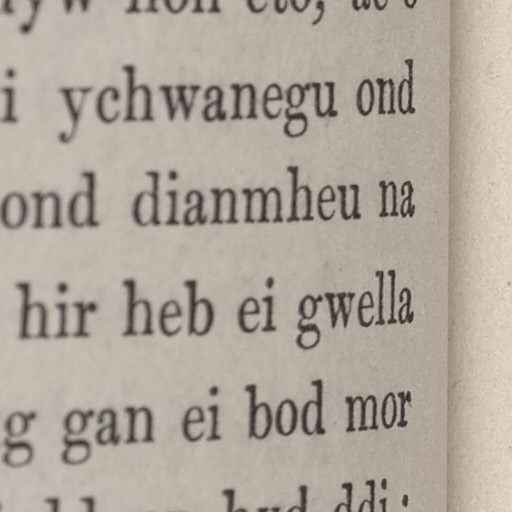 i ychwanegu ond
ond dianmheu na
hir heb ei gwella
g gan ei bod mor